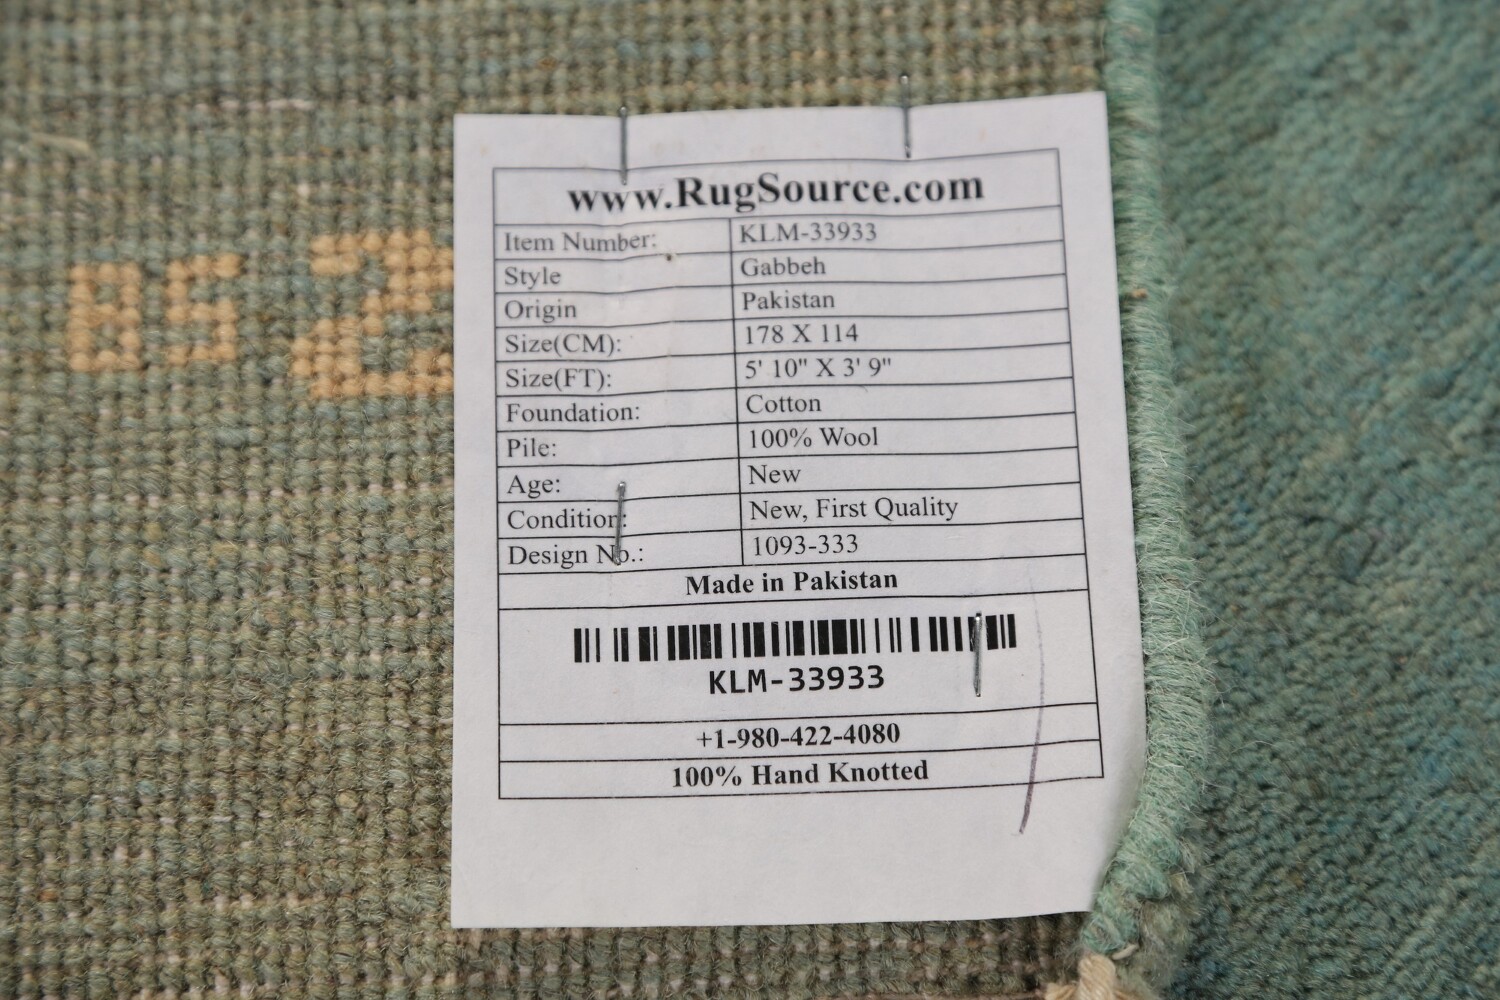 www.RugSource.com
Item Number: KLM-33933
Style Gabbeh
Origin Pakistan
Size(CM): 178 X 114
Size(FT): 5' 10" X 3' 9"
Foundation: Cotton
Pile: 100% Wool
Age: New
Condition: New, First Quality
Design No.: 1093-333
Made in Pakistan
KLM-33933
+1-980-422-4080
100% Hand Knotted